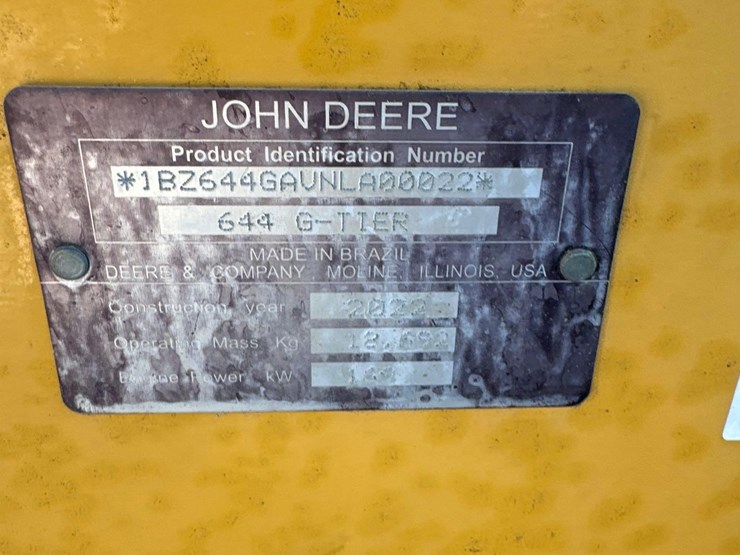 JOHN DEERE
Product Identification Number
*1BZ644GAVNLA00022*
644 G-TIER
MADE IN BRAZIL
DEERE & COMPANY MOLINE, ILLINOIS USA
Construction year 2022
Operating Mass Kg
Engine Power kW